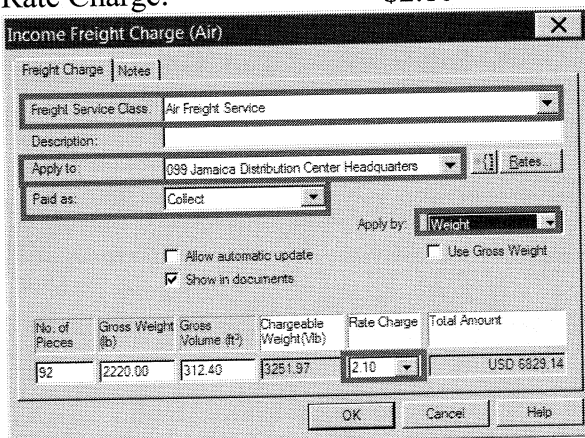 Rate Charge: $2.10
Income Freight Charge (Air)
Freight Charge Notes
Freight Service Class: Air Freight Service
Description:
Apply to: 099 Jamaica Distribution Center Headquarters {} Rates...
Paid as: Collect
Apply by: Weight
Allow automatic update Use Gross Weight
Show in documents
No. of Pieces Gross Weight (lb) Gross Volume (ft³) Chargeable Weight(Vlb) Rate Charge Total Amount
92 2220.00 312.40 3251.97 2.10 USD 6829.14
OK Cancel Help